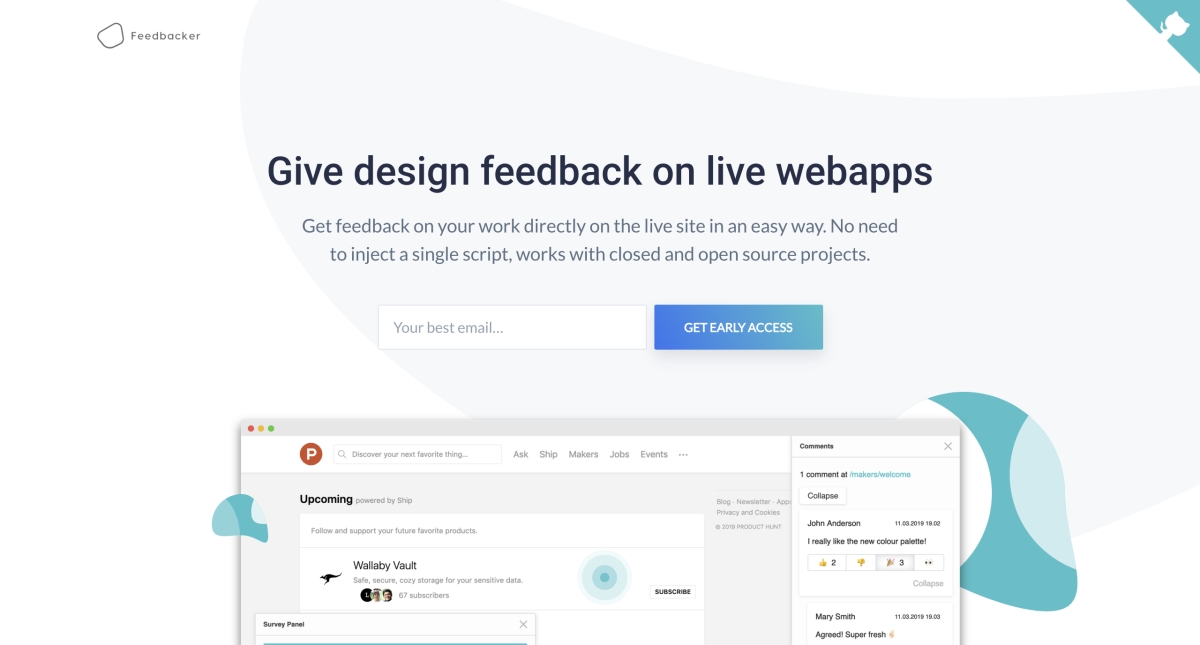 Feedbacker
Give design feedback on live webapps
Get feedback on your work directly on the live site in an easy way. No need
to inject a single script, works with closed and open source projects.
Your best email...
GET EARLY ACCESS
P
Discover your next favorite thing...
Ask Ship Makers Jobs Events ···
Upcoming powered by Ship
Follow and support your future favorite products.
Wallaby Vault
Safe, secure, cozy storage for your sensitive data.
67 subscribers
SUBSCRIBE
Survey Panel
Blog · Newsletter · Apps
Privacy and Cookies
© 2019 PRODUCT HUNT
Comments
1 comment at /makers/welcome
Collapse
John Anderson 11.03.2019 19.02
I really like the new colour palette!
👍 2 👎 🎉 3 👀
Collapse
Mary Smith 11.03.2019 19.03
Agreed! Super fresh 👌🏻